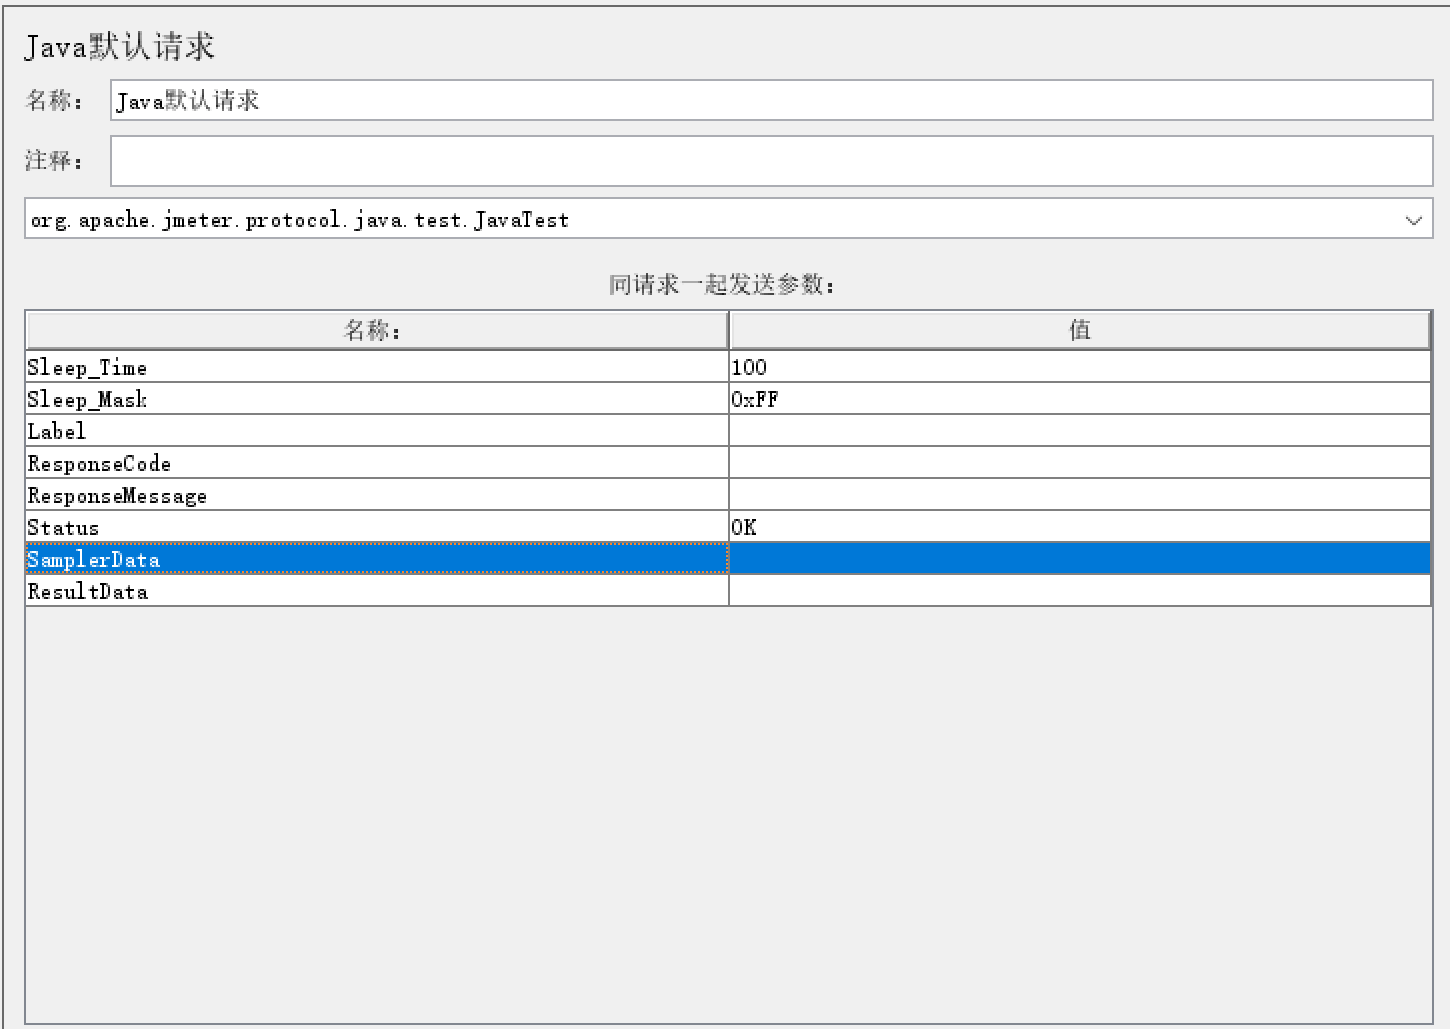 Java默认请求
名称： Java默认请求
注释：
org.apache.jmeter.protocol.java.test.JavaTest
同请求一起发送参数：
名称： 值
Sleep_Time 100
Sleep_Mask 0xFF
Label
ResponseCode
ResponseMessage
Status OK
SamplerData
ResultData